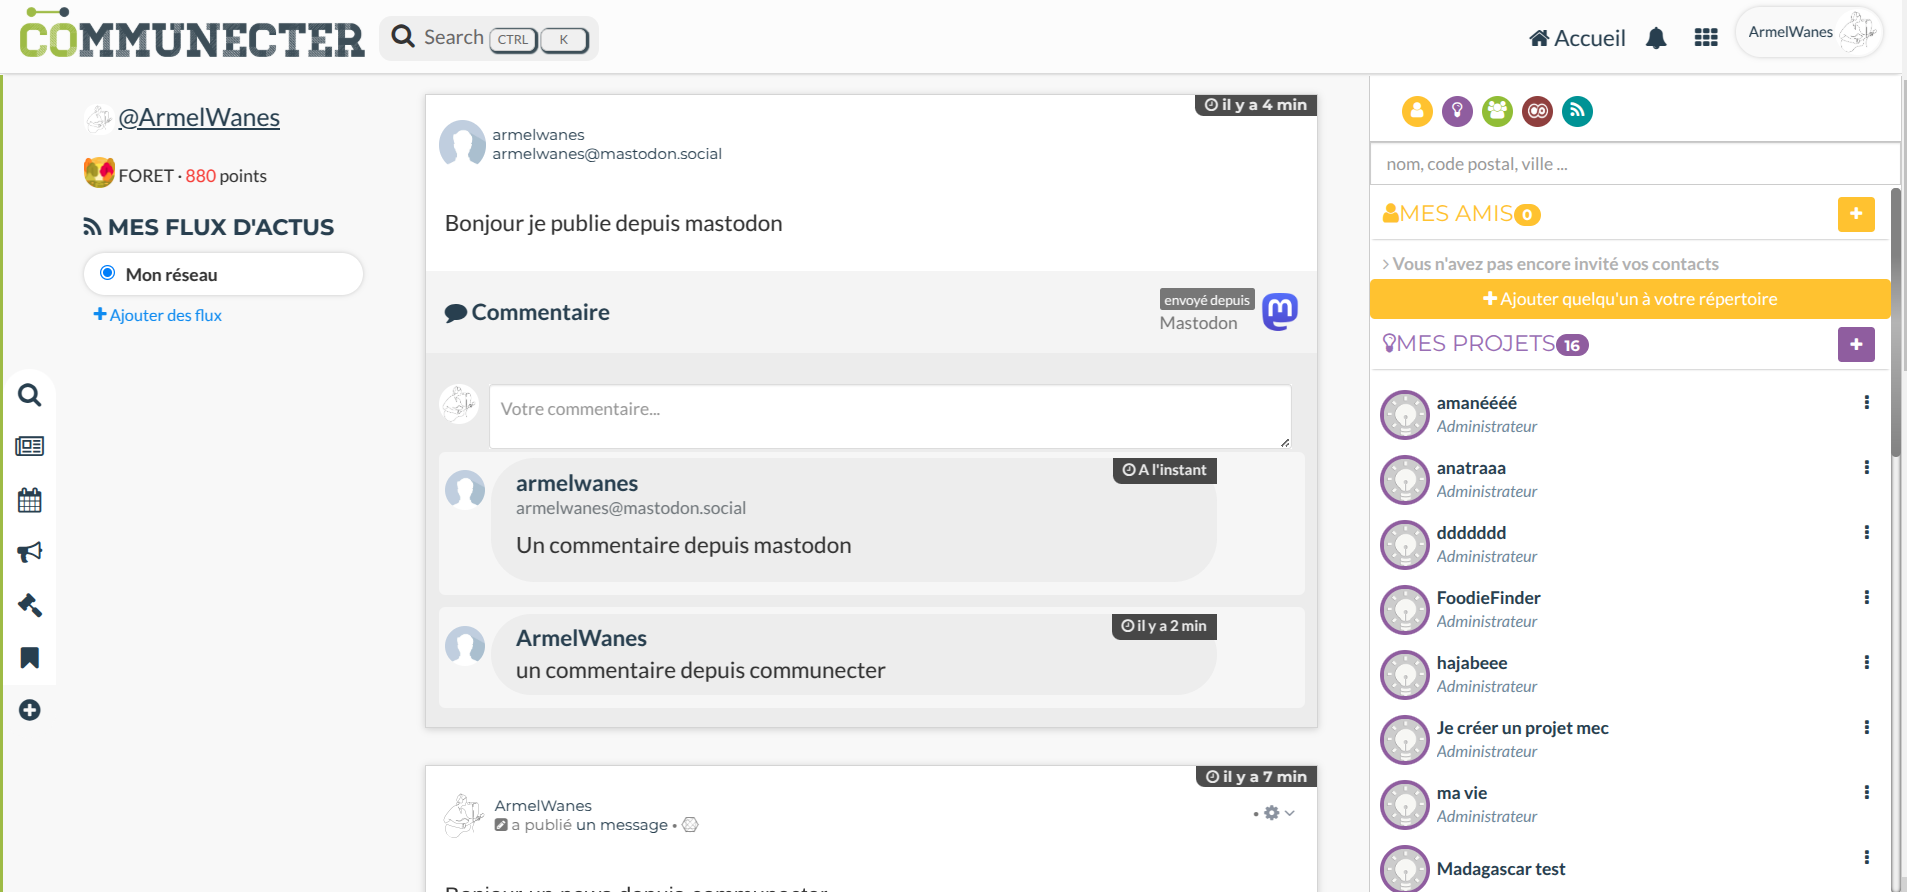 COMMUNECTER
Search CTRL K
Accueil
ArmelWanes
@ArmelWanes
FORET · 880 points
MES FLUX D'ACTUS
Mon réseau
Ajouter des flux
il y a 4 min
armelwanes
armelwanes@mastodon.social
Bonjour je publie depuis mastodon
Commentaire
envoyé depuis
Mastodon
Votre commentaire...
A l'instant
armelwanes
armelwanes@mastodon.social
Un commentaire depuis mastodon
il y a 2 min
ArmelWanes
un commentaire depuis communecter
il y a 7 min
ArmelWanes
a publié un message •
Bonjour un news depuis communecter
nom, code postal, ville ...
MES AMIS 0
Vous n'avez pas encore invité vos contacts
Ajouter quelqu'un à votre répertoire
MES PROJETS 16
amanéééé
Administrateur
anatraaa
Administrateur
ddddddd
Administrateur
FoodieFinder
Administrateur
hajabeee
Administrateur
Je créer un projet mec
Administrateur
ma vie
Administrateur
Madagascar test